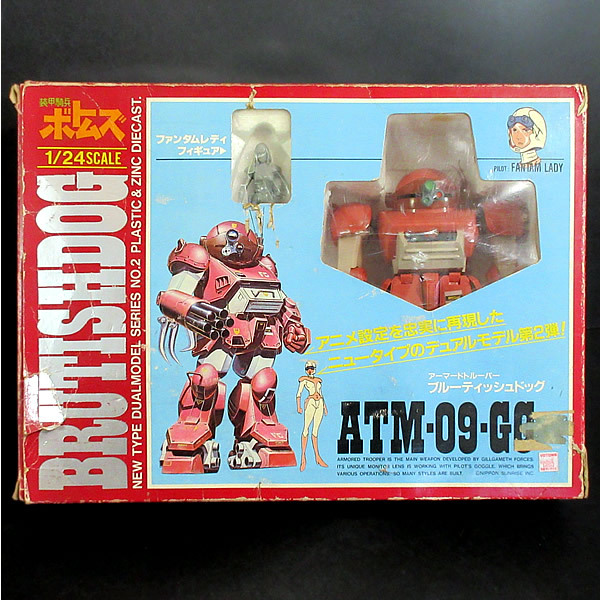 装甲騎兵
ボトムズ
1/24SCALE
BRUTISHDOG
NEW TYPE DUALMODEL SERIES NO.2 PLASTIC & ZINC DIECAST.
ファンタムレディ
フィギュア▶
PILOT: FANTAM LADY
アニメ設定を忠実に再現した
ニュータイプのデュアルモデル第2弾!
アーマードトルーパー
ブルーティッシュドッグ
ATM-09-GC
ARMORED TROOPER IS THE MAIN WEAPON DEVELOPED BY GILLGAMETH FORCES.
ITS UNIQUE MONITOR LENS IS WORKING WITH PILOT'S GOGGLE, WHICH BRINGS
VARIOUS OPERATIONS. SO MANY STYLES ARE BUILT. ©NIPPON SUNRISE INC.